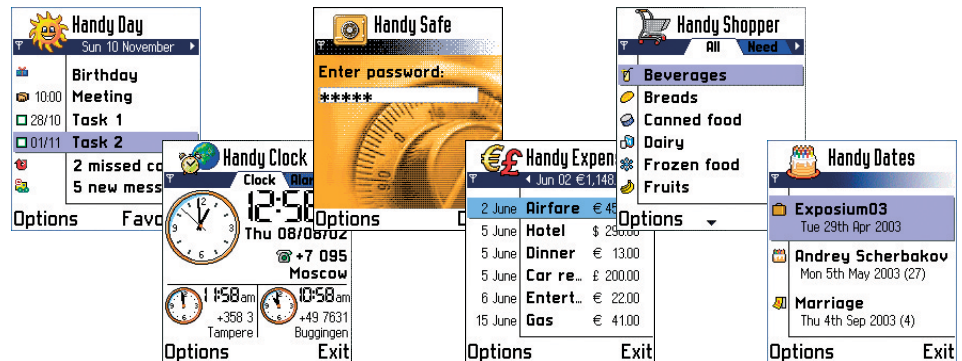 Handy Day
Sun 10 November
Birthday
10:00 Meeting
28/10 Task 1
01/11 Task 2
2 missed
5 new
Options
Handy Clock
Clock
Thu 08/08/02
+7 095
Moscow
11:58am
+358 3
Tampere
10:58am
+49 7631
Buggingen
Options Exit
Handy Safe
Enter password:
*****
Options
Handy
Jun 02 €1,148.
2 June Airfare €
5 June Hotel $ 290.00
5 June Dinner € 13.00
5 June Car re… £ 200.00
6 June Entert… € 22.00
15 June Gas € 41.00
Options Exit
Handy Shopper
All Need
Beverages
Breads
Canned food
Dairy
Frozen food
Fruits
Options
Handy Dates
Exposium03
Tue 29th Apr 2003
Andrey Scherbakov
Mon 5th May 2003 (27)
Marriage
Thu 4th Sep 2003 (4)
Options Exit